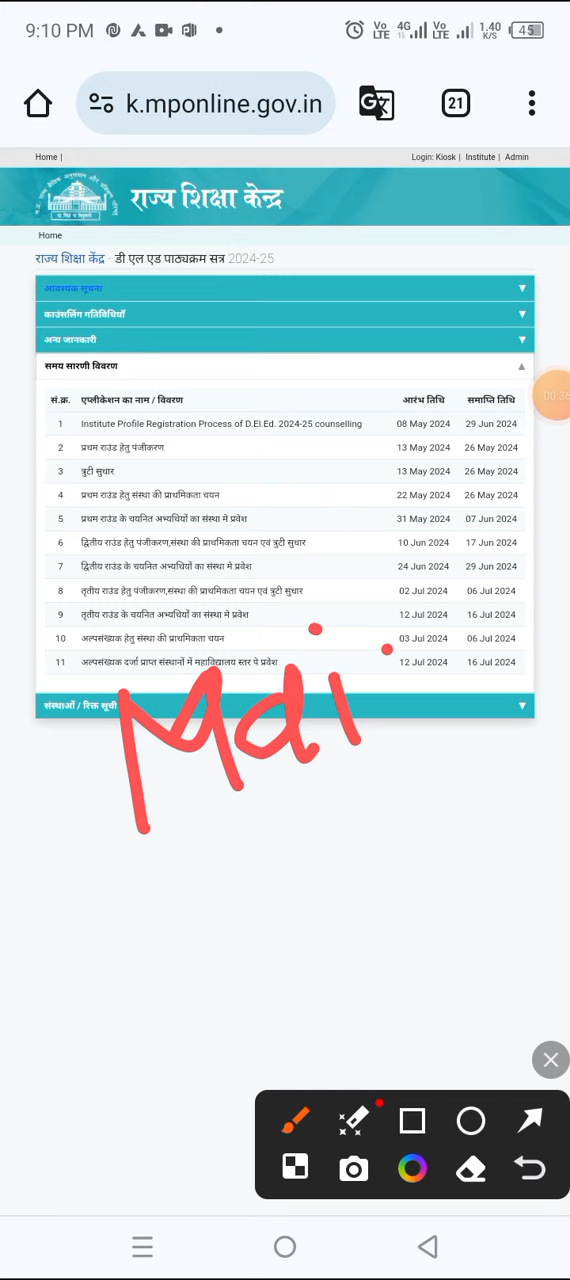 9:10 PM
Vo LTE 4G Vo LTE 1.40 K/S 45
k.mponline.gov.in 21
Home | Login: Kiosk | Institute | Admin
राज्य शिक्षा केन्द्र
Home
राज्य शिक्षा केंद्र - डी एल एड पाठ्यक्रम सत्र 2024-25
आवश्यक सूचना
काउंसलिंग गतिविधियाँ
अन्य जानकारी
समय सारणी विवरण
सं.क्र. एप्लीकेशन का नाम / विवरण आरंभ तिथि समाप्ति तिथि
1 Institute Profile Registration Process of D.El.Ed. 2024-25 counselling 08 May 2024 29 Jun 2024
2 प्रथम राउंड हेतु पंजीकरण 13 May 2024 26 May 2024
3 त्रुटी सुधार 13 May 2024 26 May 2024
4 प्रथम राउंड हेतु संस्था की प्राथमिकता चयन 22 May 2024 26 May 2024
5 प्रथम राउंड के चयनित अभ्यर्थियों का संस्था मे प्रवेश 31 May 2024 07 Jun 2024
6 द्वितीय राउंड हेतु पंजीकरण,संस्था की प्राथमिकता चयन एवं त्रुटी सुधार 10 Jun 2024 17 Jun 2024
7 द्वितीय राउंड के चयनित अभ्यर्थियों का संस्था मे प्रवेश 24 Jun 2024 29 Jun 2024
8 तृतीय राउंड हेतु पंजीकरण,संस्था की प्राथमिकता चयन एवं त्रुटी सुधार 02 Jul 2024 06 Jul 2024
9 तृतीय राउंड के चयनित अभ्यर्थियों का संस्था मे प्रवेश 12 Jul 2024 16 Jul 2024
10 अल्पसंख्यक हेतु संस्था की प्राथमिकता चयन 03 Jul 2024 06 Jul 2024
11 अल्पसंख्यक दर्जा प्राप्त संस्थानों में महाविद्यालय स्तर पे प्रवेश 12 Jul 2024 16 Jul 2024
संस्थाओं / रिक्त सूची